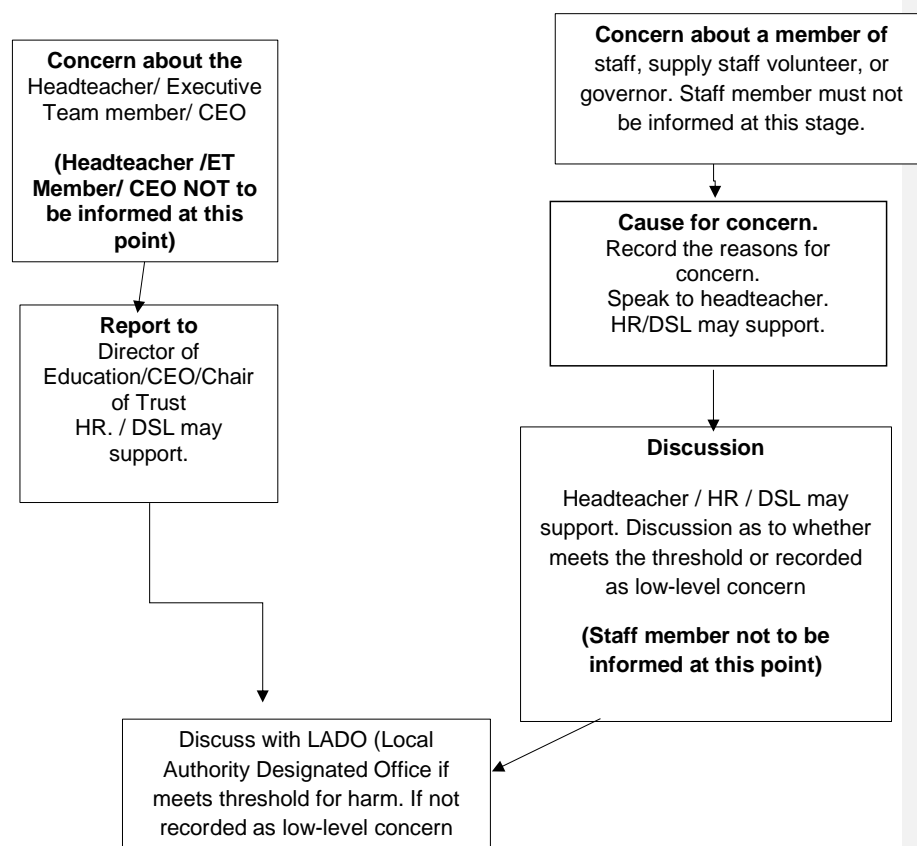 Concern about the
Headteacher/ Executive
Team member/ CEO
(Headteacher /ET
Member/ CEO NOT to
be informed at this
point)
Report to
Director of
Education/CEO/Chair
of Trust
HR. / DSL may
support.
Concern about a member of
staff, supply staff volunteer, or
governor. Staff member must not
be informed at this stage.
Cause for concern.
Record the reasons for
concern.
Speak to headteacher.
HR/DSL may support.
Discussion
Headteacher / HR / DSL may
support. Discussion as to whether
meets the threshold or recorded
as low-level concern
(Staff member not to be
informed at this point)
Discuss with LADO (Local
Authority Designated Office if
meets threshold for harm. If not
recorded as low-level concern